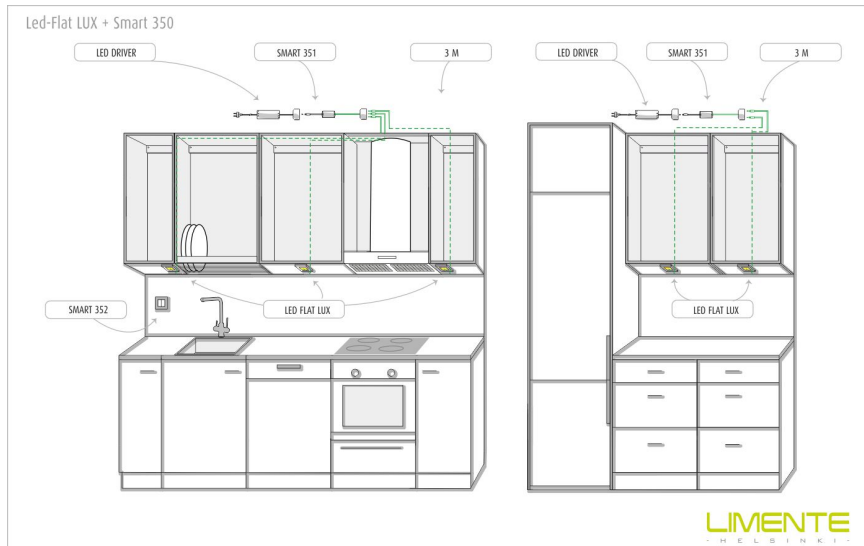 Led-Flat LUX + Smart 350
LED DRIVER
SMART 351
3 M
LED DRIVER
SMART 351
3 M
SMART 352
LED FLAT LUX
LED FLAT LUX
LIMENTE
- HELSINKI -